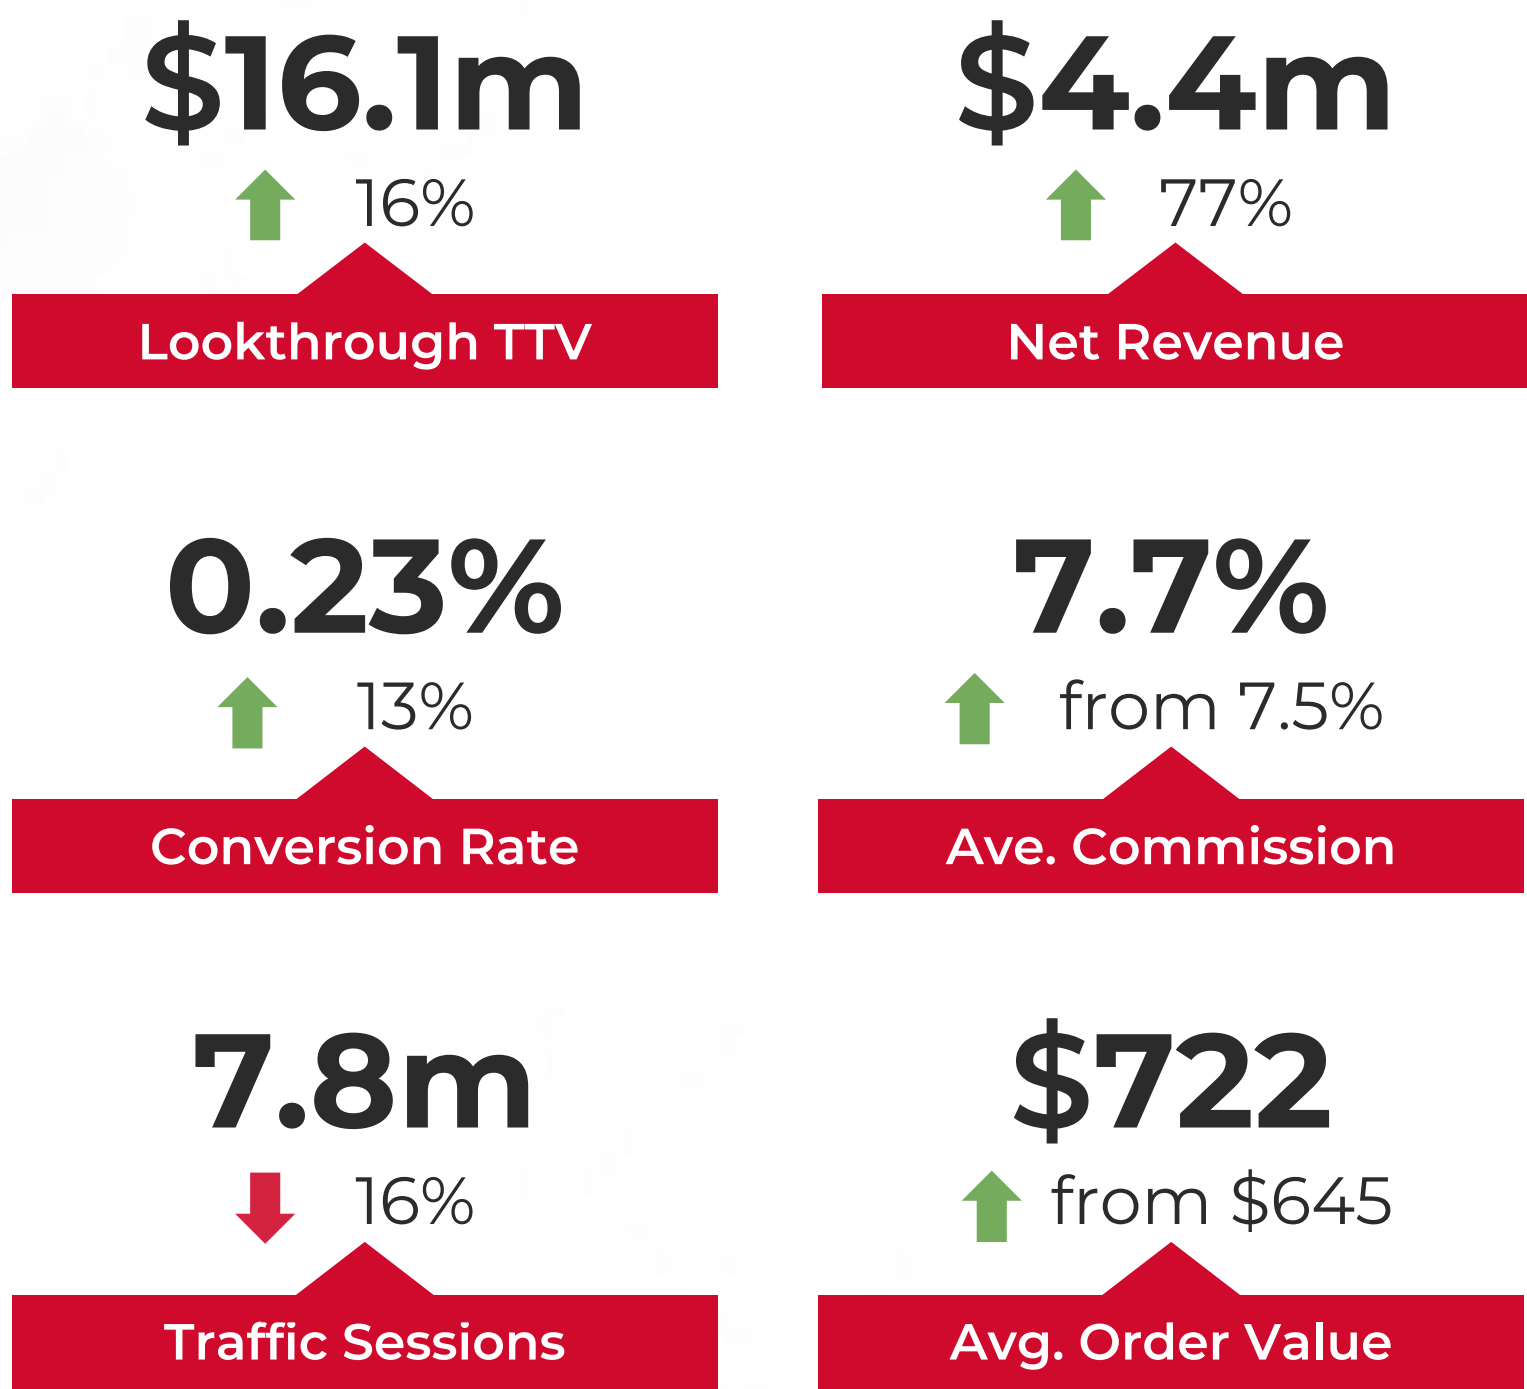 $16.1m
16%
Lookthrough TTV
$4.4m
77%
Net Revenue
0.23%
13%
Conversion Rate
7.7%
from 7.5%
Ave. Commission
7.8m
16%
Traffic Sessions
$722
from $645
Avg. Order Value